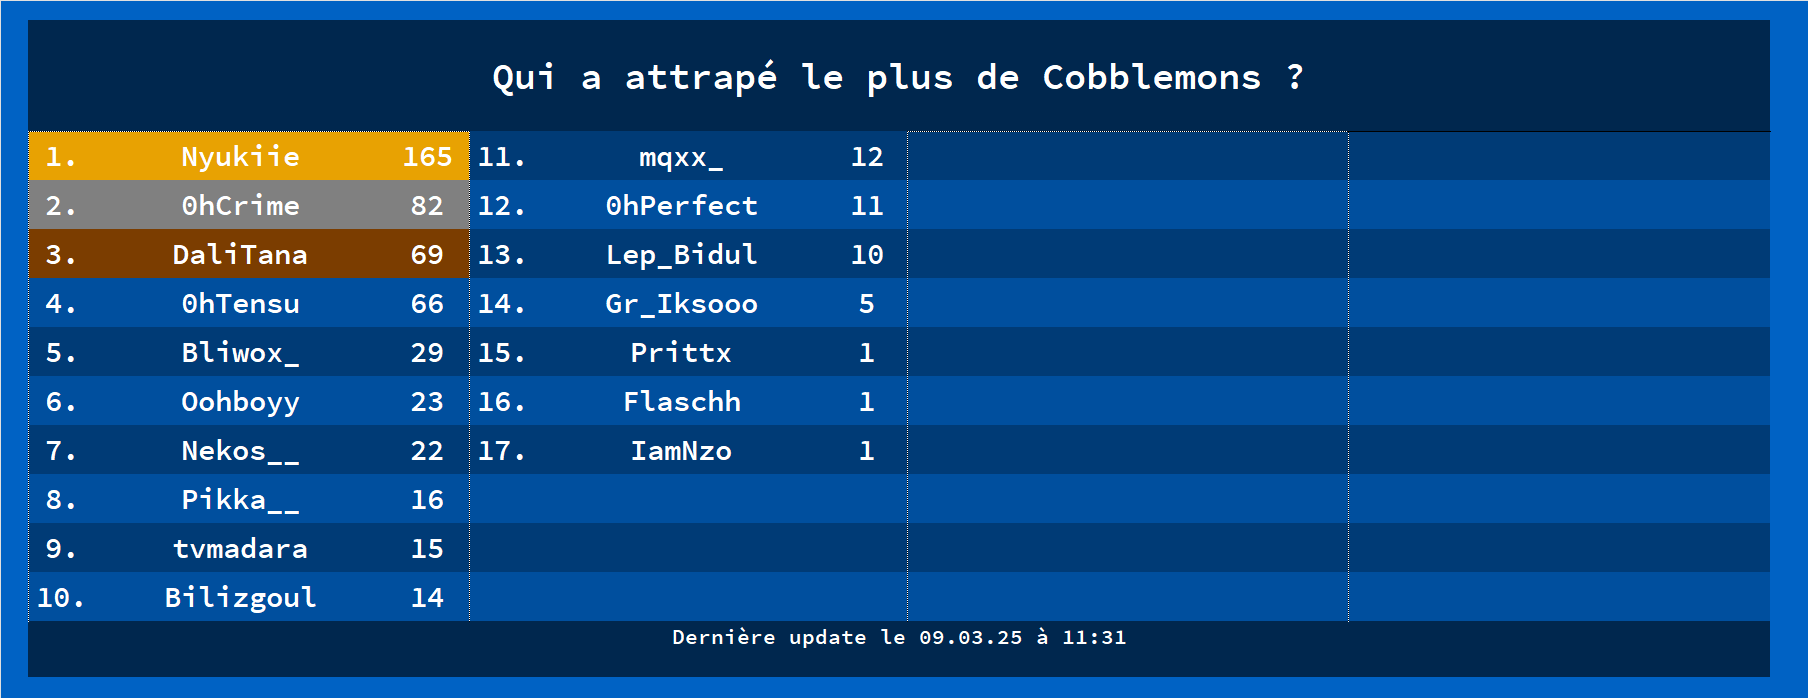 Qui a attrapé le plus de Cobblemons ?
1. Nyukiie 165
2. 0hCrime 82
3. DaliTana 69
4. 0hTensu 66
5. Bliwox_ 29
6. Oohboyy 23
7. Nekos__ 22
8. Pikka__ 16
9. tvmadara 15
10. Bilizgoul 14
11. mqxx_ 12
12. 0hPerfect 11
13. Lep_Bidul 10
14. Gr_Iksooo 5
15. Prittx 1
16. Flaschh 1
17. IamNzo 1
Dernière update le 09.03.25 à 11:31